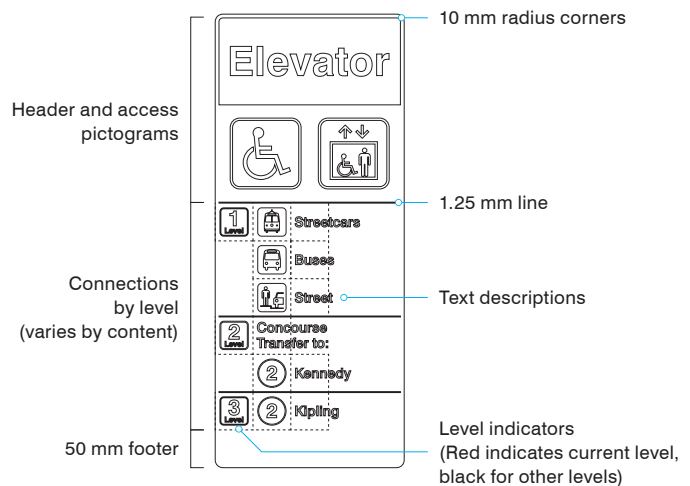 10 mm radius corners
Elevator
Header and access
pictograms
1.25 mm line
1
Level
Streetcars
Buses
Connections
by level
(varies by content)
Street
Text descriptions
2
Level
Concourse
Transfer to:
2
Kennedy
3
Level
2
Kipling
50 mm footer
Level indicators
(Red indicates current level,
black for other levels)